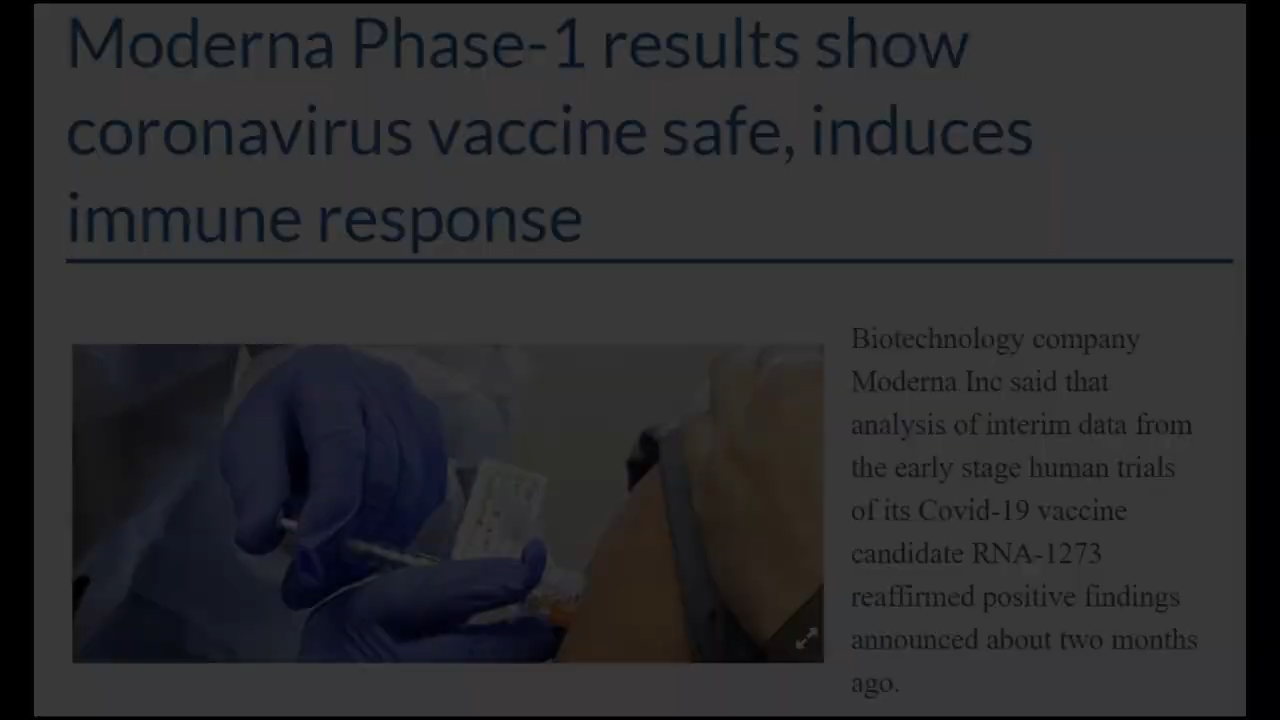 Moderna Phase-1 results show
coronavirus vaccine safe, induces
immune response
Biotechnology company
Moderna Inc said that
analysis of interim data from
the early stage human trials
of its Covid-19 vaccine
candidate RNA-1273
reaffirmed positive findings
announced about two months
ago.